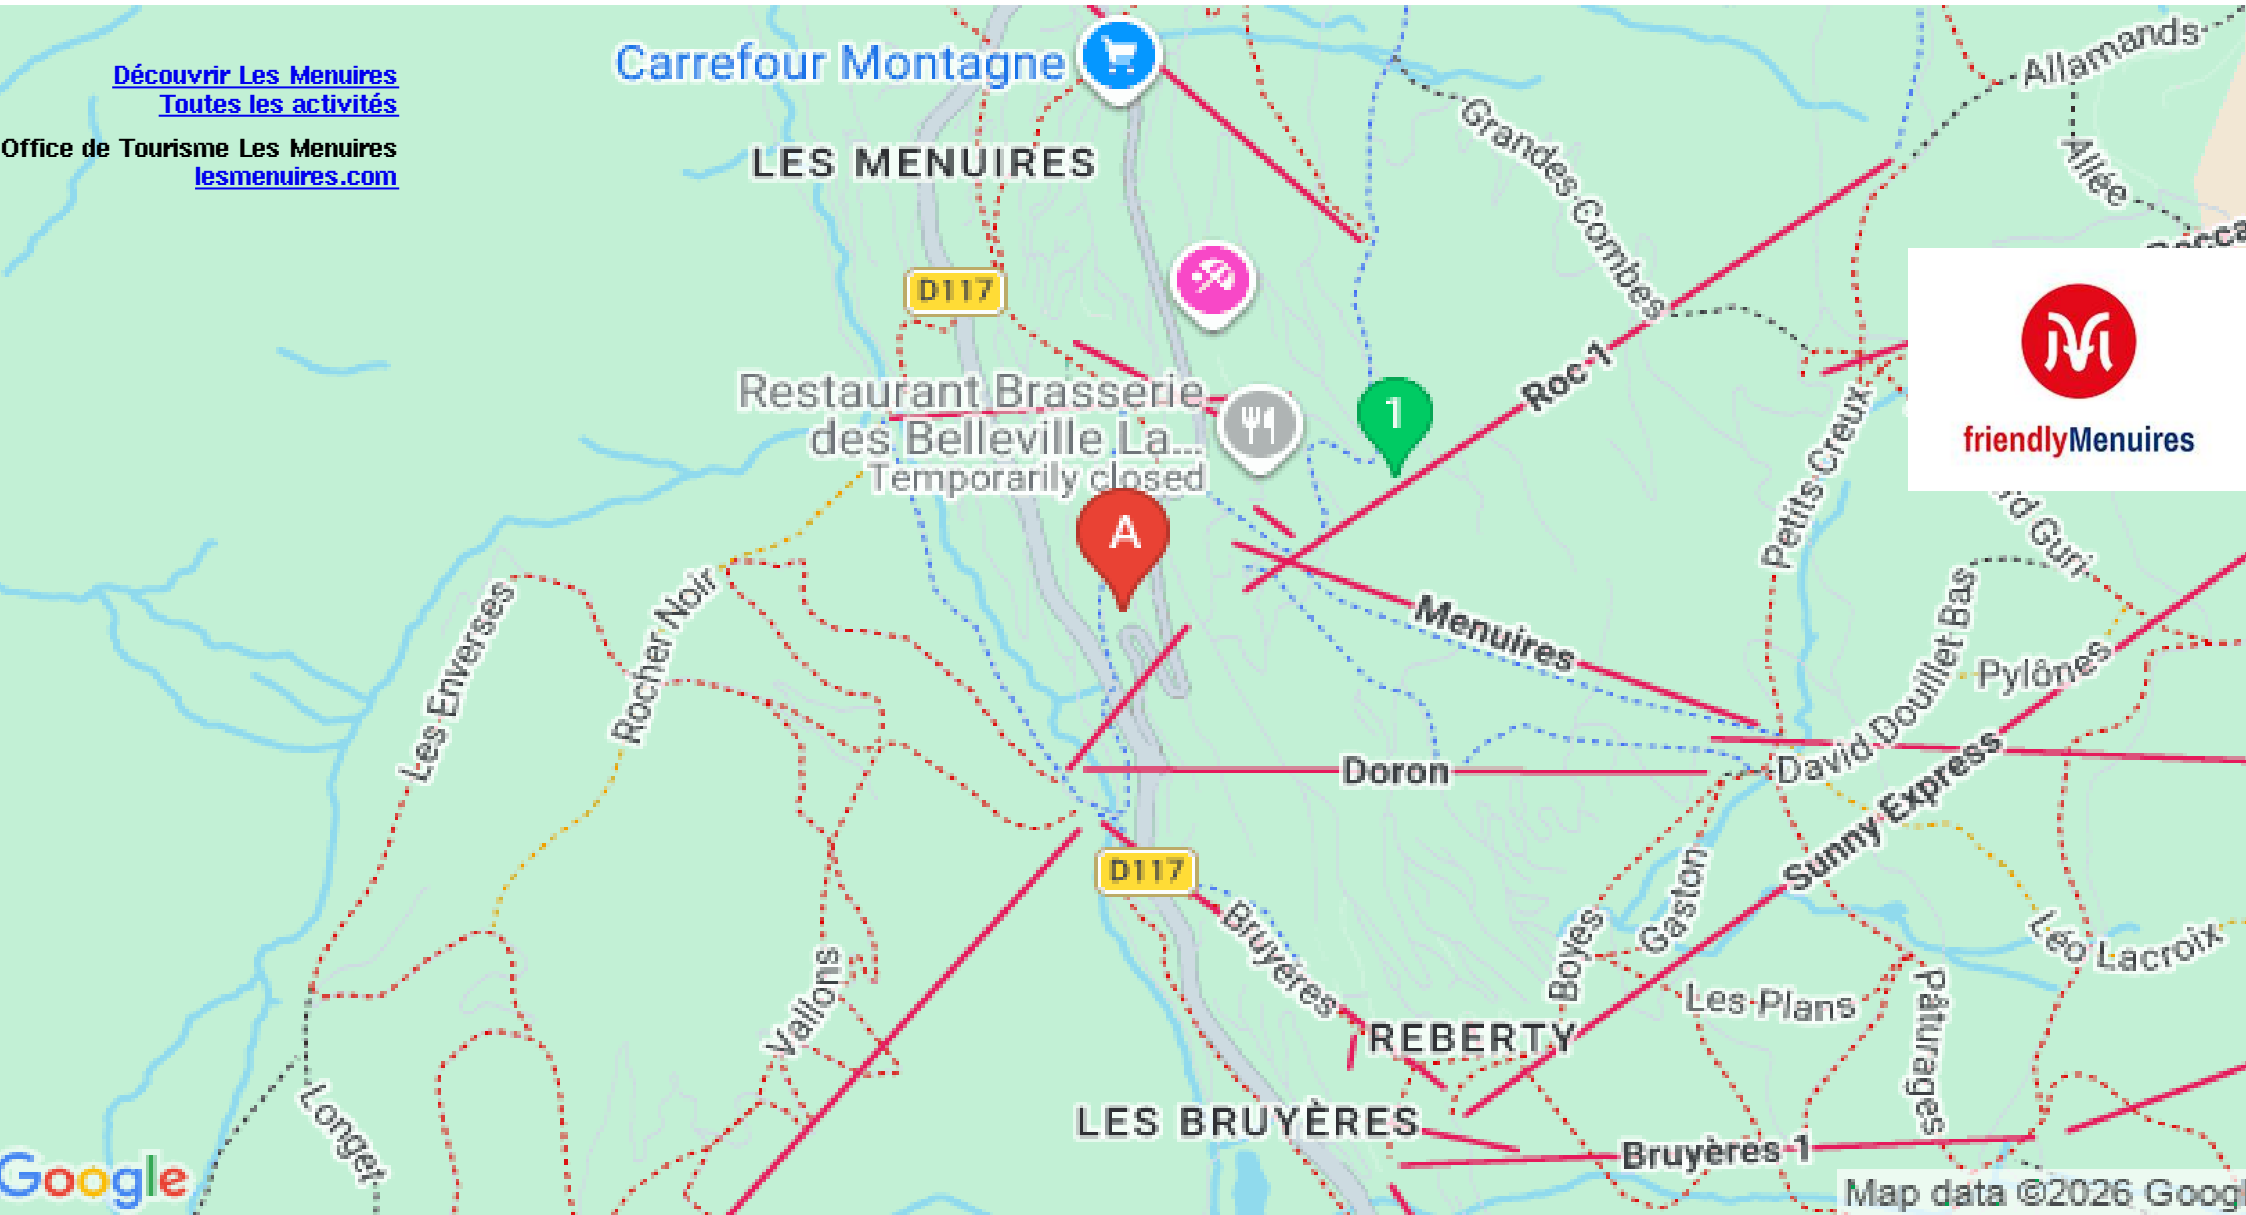 Découvrir Les Menuires
Toutes les activités
Office de Tourisme Les Menuires
lesmenuires.com
Carrefour Montagne
LES MENUIRES
Allamands
Grandes Combes
Allée
D117
friendlyMenuires
Restaurant Brasserie
des Belleville La...
Temporarily closed
1
Roc 1
Petits Creux
A
Menuires
David Douillet Bas
Pylônes
Les Enverses
Rocher Noir
Doron
Sunny Express
D117
Bruyères
Gaston
Boyes
Léo Lacroix
Les Plans
Pâturages
Vallons
REBERTY
LES BRUYÈRES
Bruyères 1
Longet
Google
Map data ©2026